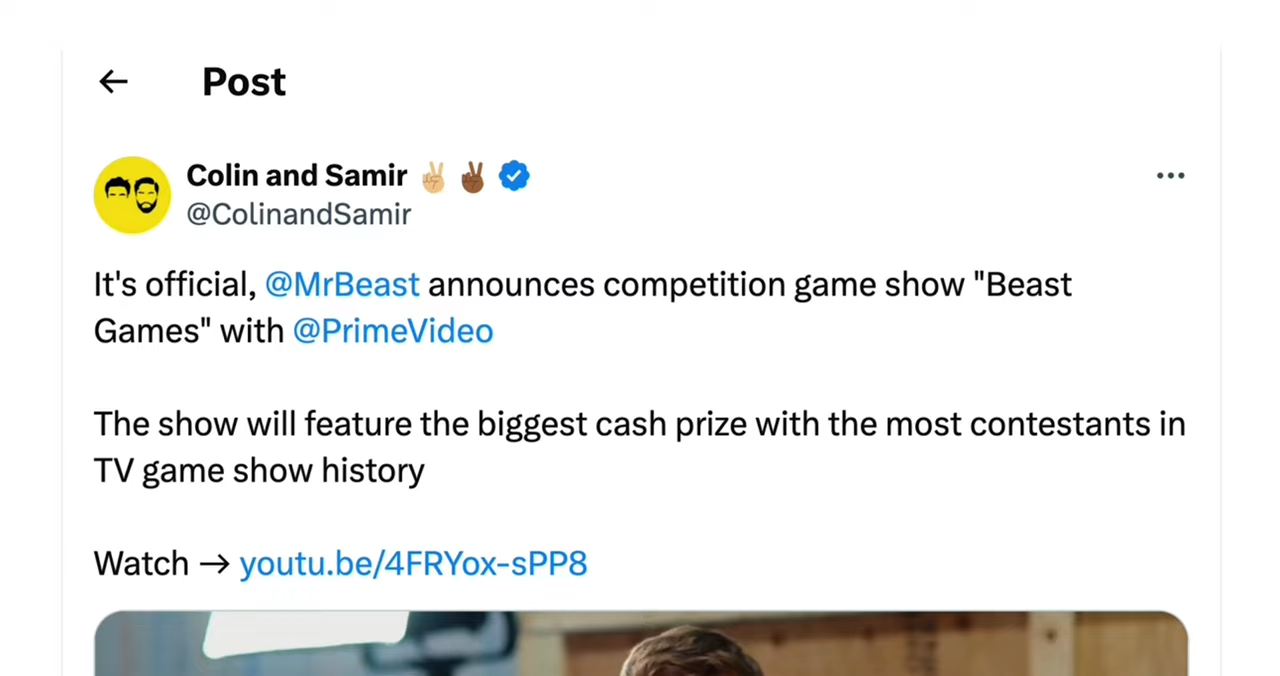 Post
Colin and Samir ✌🏼 ✌🏾
@ColinandSamir
It's official, @MrBeast announces competition game show "Beast
Games" with @PrimeVideo
The show will feature the biggest cash prize with the most contestants in
TV game show history
Watch → youtu.be/4FRYox-sPP8